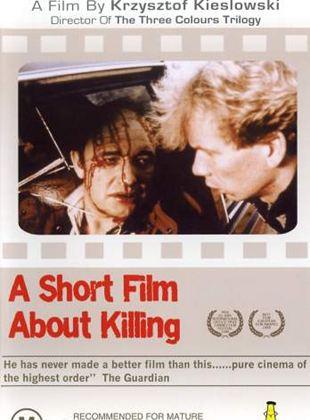 A Film By Krzysztof Kieslowski
Director Of The Three Colours Trilogy
A Short Film
About Killing
He has never made a better film than this......pure cinema of
the highest order" The Guardian
M
RECOMMENDED FOR MATURE